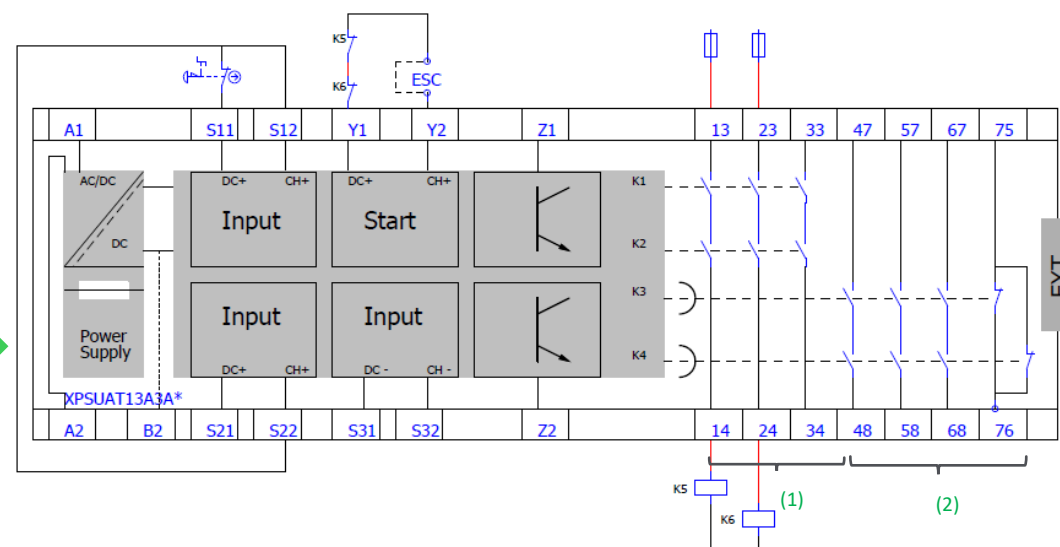 K5
K6
ESC
A1 S11 S12 Y1 Y2 Z1 13 23 33 47 57 67 75
AC/DC DC+ CH+ DC+ CH+ K1
Input Start
DC K2
K3
Input Input
Power
Supply K4
DC+ CH+ DC - CH -
EXT
XPSUAT13A3A*
A2 B2 S21 S22 S31 S32 Z2 14 24 34 48 58 68 76
K5 (1) (2)
K6